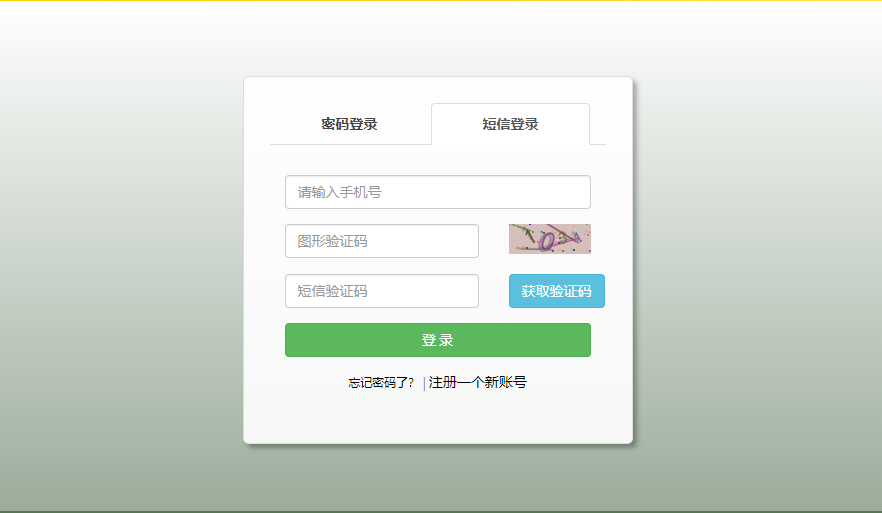 密码登录 短信登录
请输入手机号
图形验证码
短信验证码 获取验证码
登录
忘记密码了? | 注册一个新账号